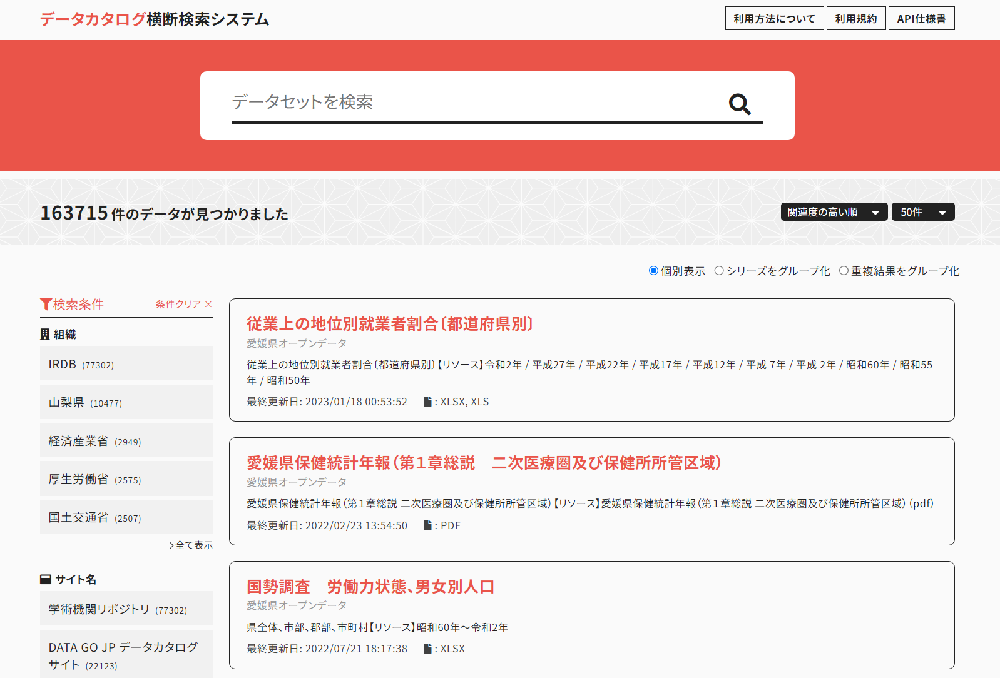 データカタログ横断検索システム
利用方法について
利用規約
API仕様書
データセットを検索
163715 件のデータが見つかりました
関連度の高い順
50件
個別表示
シリーズをグループ化
重複結果をグループ化
検索条件
条件クリア ×
組織
IRDB (77302)
山梨県 (10477)
経済産業省 (2949)
厚生労働省 (2575)
国土交通省 (2507)
全て表示
サイト名
学術機関リポジトリ (77302)
DATA GO JP データカタログ
サイト (22123)
従業上の地位別就業者割合〔都道府県別〕
愛媛県オープンデータ
従業上の地位別就業者割合〔都道府県別〕【リソース】令和2年 / 平成27年 / 平成22年 / 平成17年 / 平成12年 / 平成 7年 / 平成 2年 / 昭和60年 / 昭和55
年 / 昭和50年
最終更新日: 2023/01/18 00:53:52
: XLSX, XLS
愛媛県保健統計年報（第１章総説　二次医療圏及び保健所所管区域）
愛媛県オープンデータ
愛媛県保健統計年報（第１章総説 二次医療圏及び保健所所管区域）【リソース】愛媛県保健統計年報（第１章総説 二次医療圏及び保健所所管区域）（pdf）
最終更新日: 2022/02/23 13:54:50
: PDF
国勢調査　労働力状態、男女別人口
愛媛県オープンデータ
県全体、市部、郡部、市町村【リソース】昭和60年～令和2年
最終更新日: 2022/07/21 18:17:38
: XLSX